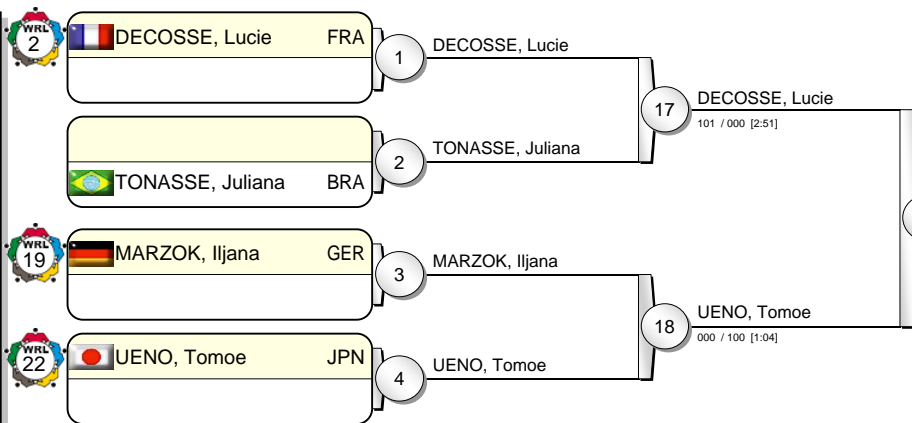 WRL
2
DECOSSE, Lucie FRA
1
DECOSSE, Lucie
17
DECOSSE, Lucie
101 / 000 [2:51]
2
TONASSE, Juliana
TONASSE, Juliana BRA
WRL
19
MARZOK, Iljana GER
3
MARZOK, Iljana
18
UENO, Tomoe
000 / 100 [1:04]
WRL
22
UENO, Tomoe JPN
4
UENO, Tomoe